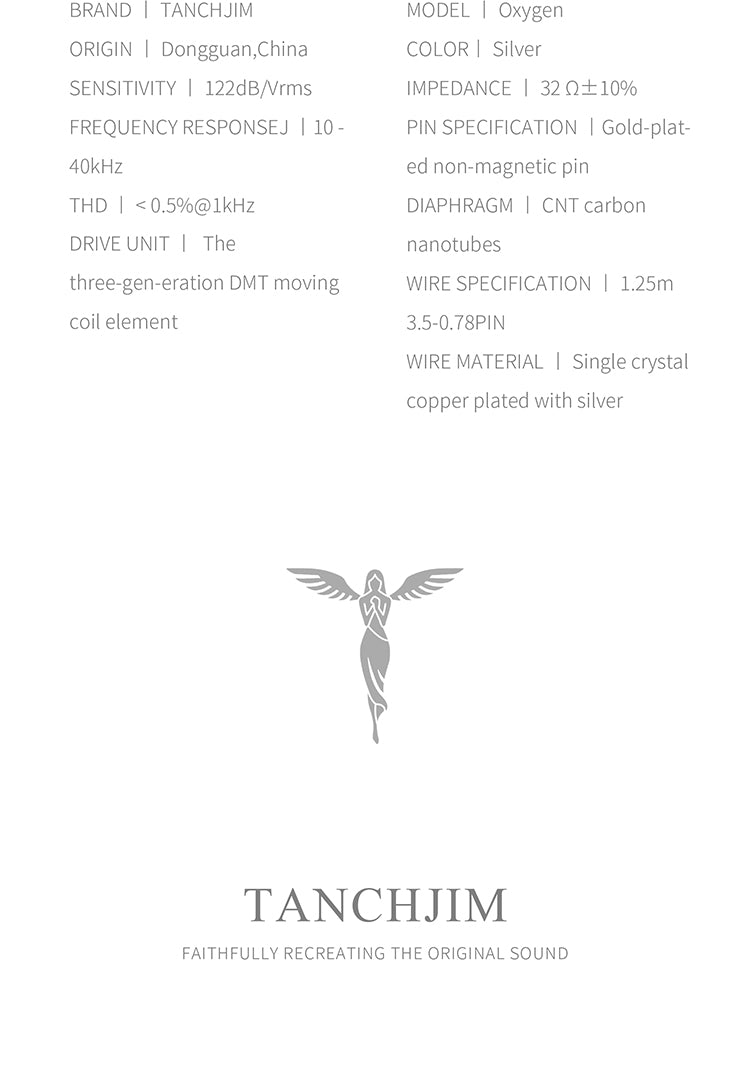 BRAND | TANCHJIM
ORIGIN | Dongguan,China
SENSITIVITY | 122dB/Vrms
FREQUENCY RESPONSEJ | 10 -
40kHz
THD | < 0.5%@1kHz
DRIVE UNIT | The
three-gen-eration DMT moving
coil element
MODEL | Oxygen
COLOR | Silver
IMPEDANCE | 32 Ω±10%
PIN SPECIFICATION | Gold-plat-
ed non-magnetic pin
DIAPHRAGM | CNT carbon
nanotubes
WIRE SPECIFICATION | 1.25m
3.5-0.78PIN
WIRE MATERIAL | Single crystal
copper plated with silver
TANCHJIM
FAITHFULLY RECREATING THE ORIGINAL SOUND